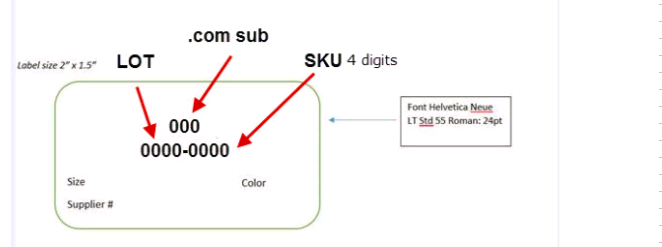 .com sub
Label size 2" x 1.5"
LOT
SKU 4 digits
Font Helvetica Neue
LT Std 55 Roman: 24pt
000
0000-0000
Size
Color
Supplier #